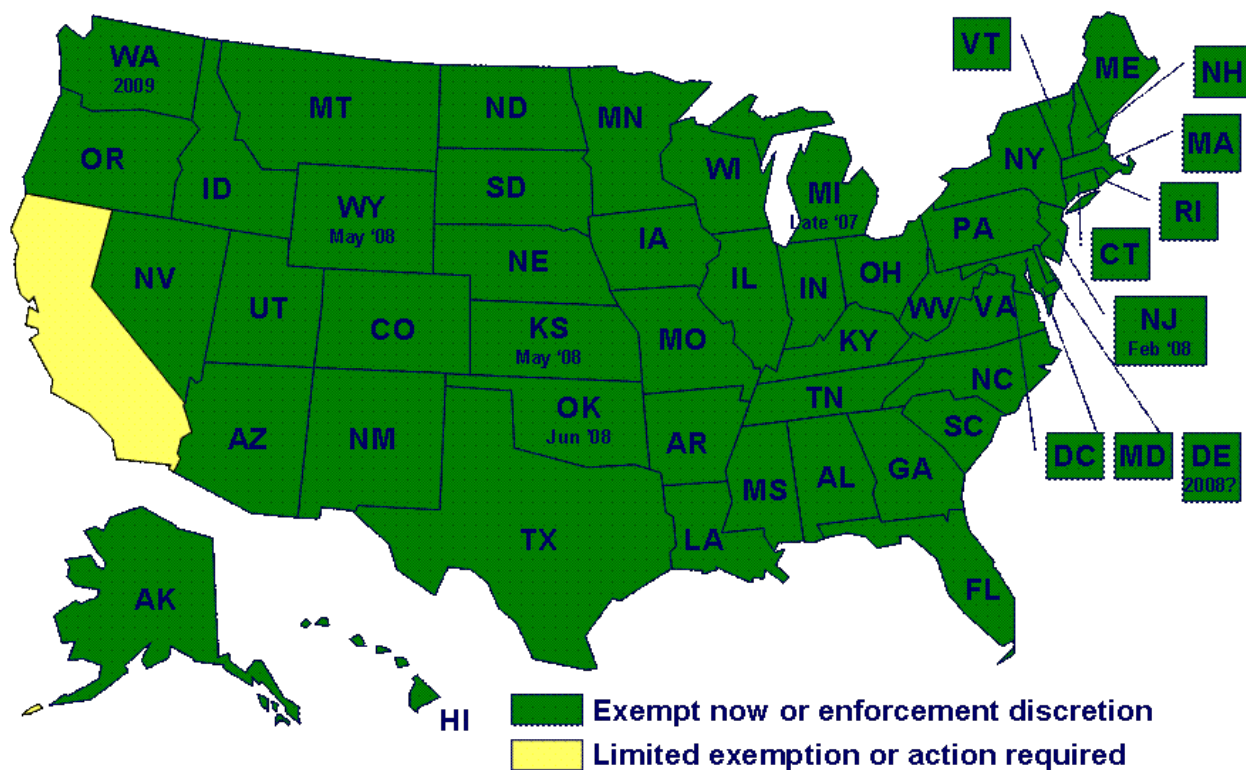 WA
2009
MT
ND
MN
VT
ME
NH
OR
ID
SD
WI
MI
Late '07
NY
MA
WY
May '08
RI
IA
PA
CT
NE
NV
IL
IN
OH
UT
CO
KS
May '08
MO
WV
VA
NJ
Feb '08
KY
NC
TN
AZ
NM
OK
Jun '08
AR
SC
DC
MD
DE
2008?
MS
AL
GA
TX
LA
FL
AK
HI
Exempt now or enforcement discretion
Limited exemption or action required